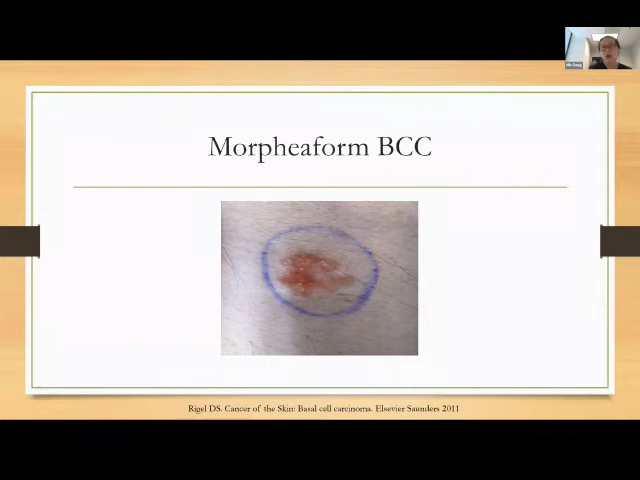 Morpheaform BCC
Rigel DS. Cancer of the Skin: Basal cell carcinoma. Elsevier Saunders 2011